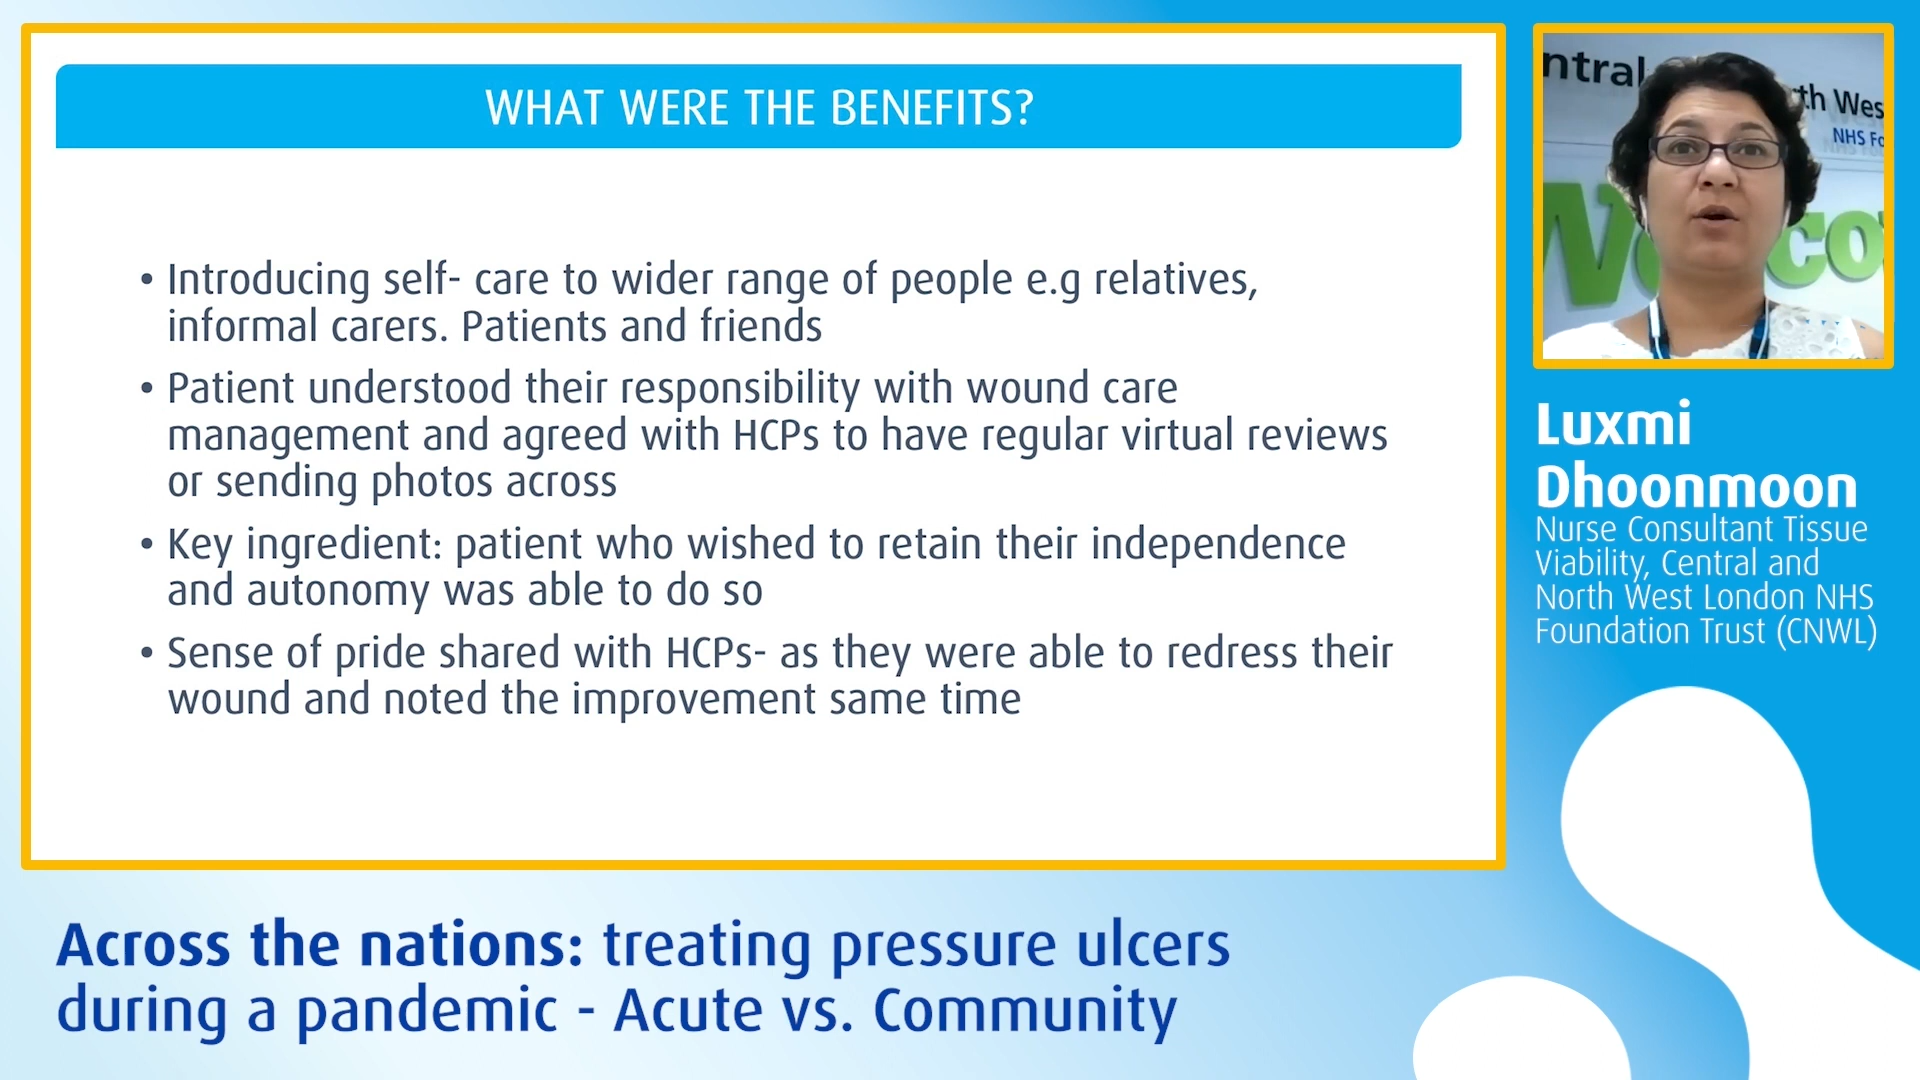 WHAT WERE THE BENEFITS?
• Introducing self- care to wider range of people e.g relatives,
informal carers. Patients and friends
• Patient understood their responsibility with wound care
management and agreed with HCPs to have regular virtual reviews
or sending photos across
• Key ingredient: patient who wished to retain their independence
and autonomy was able to do so
• Sense of pride shared with HCPs- as they were able to redress their
wound and noted the improvement same time
ntral
th Wes
NHS Fo
Luxmi
Dhoonmoon
Nurse Consultant Tissue
Viability, Central and
North West London NHS
Foundation Trust (CNWL)
Across the nations: treating pressure ulcers
during a pandemic - Acute vs. Community